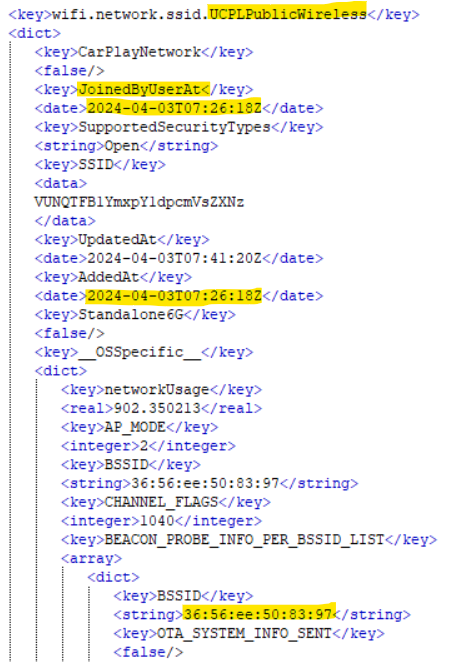 <key>wifi.network.ssid.UCPLPublicWireless</key>
<dict>
<key>CarPlayNetwork</key>
<false/>
<key>JoinedByUserAt</key>
<date>2024-04-03T07:26:18Z</date>
<key>SupportedSecurityTypes</key>
<string>Open</string>
<key>SSID</key>
<data>
VUNQTFB1YmxpY1dpcmVsZXNz
</data>
<key>UpdatedAt</key>
<date>2024-04-03T07:41:20Z</date>
<key>AddedAt</key>
<date>2024-04-03T07:26:18Z</date>
<key>Standalone6G</key>
<false/>
<key>__OSSpecific__</key>
<dict>
<key>networkUsage</key>
<real>902.350213</real>
<key>AP_MODE</key>
<integer>2</integer>
<key>BSSID</key>
<string>36:56:ee:50:83:97</string>
<key>CHANNEL_FLAGS</key>
<integer>1040</integer>
<key>BEACON_PROBE_INFO_PER_BSSID_LIST</key>
<array>
<dict>
<key>BSSID</key>
<string>36:56:ee:50:83:97</string>
<key>OTA_SYSTEM_INFO_SENT</key>
<false/>